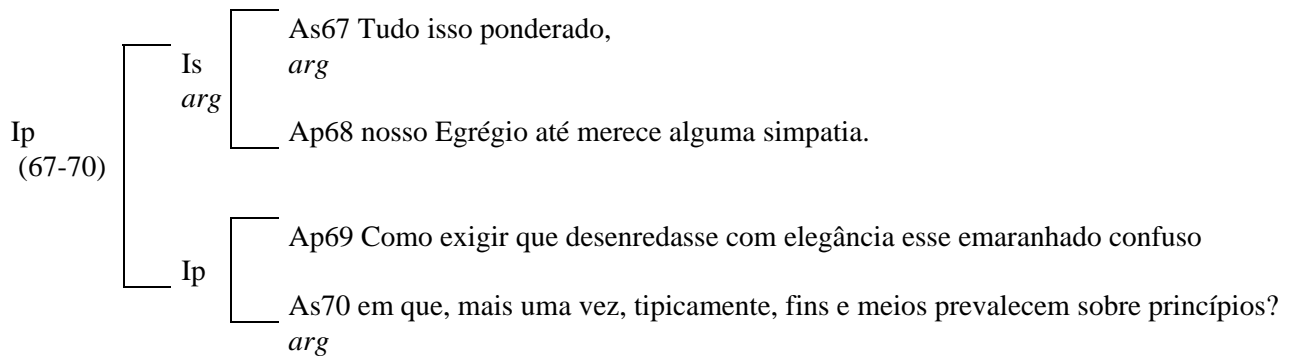 As67 Tudo isso ponderado,
Is
arg
arg
Ap68 nosso Egrégio até merece alguma simpatia.
Ip
(67-70)
Ap69 Como exigir que desenredasse com elegância esse emaranhado confuso
Ip
As70 em que, mais uma vez, tipicamente, fins e meios prevalecem sobre princípios?
arg